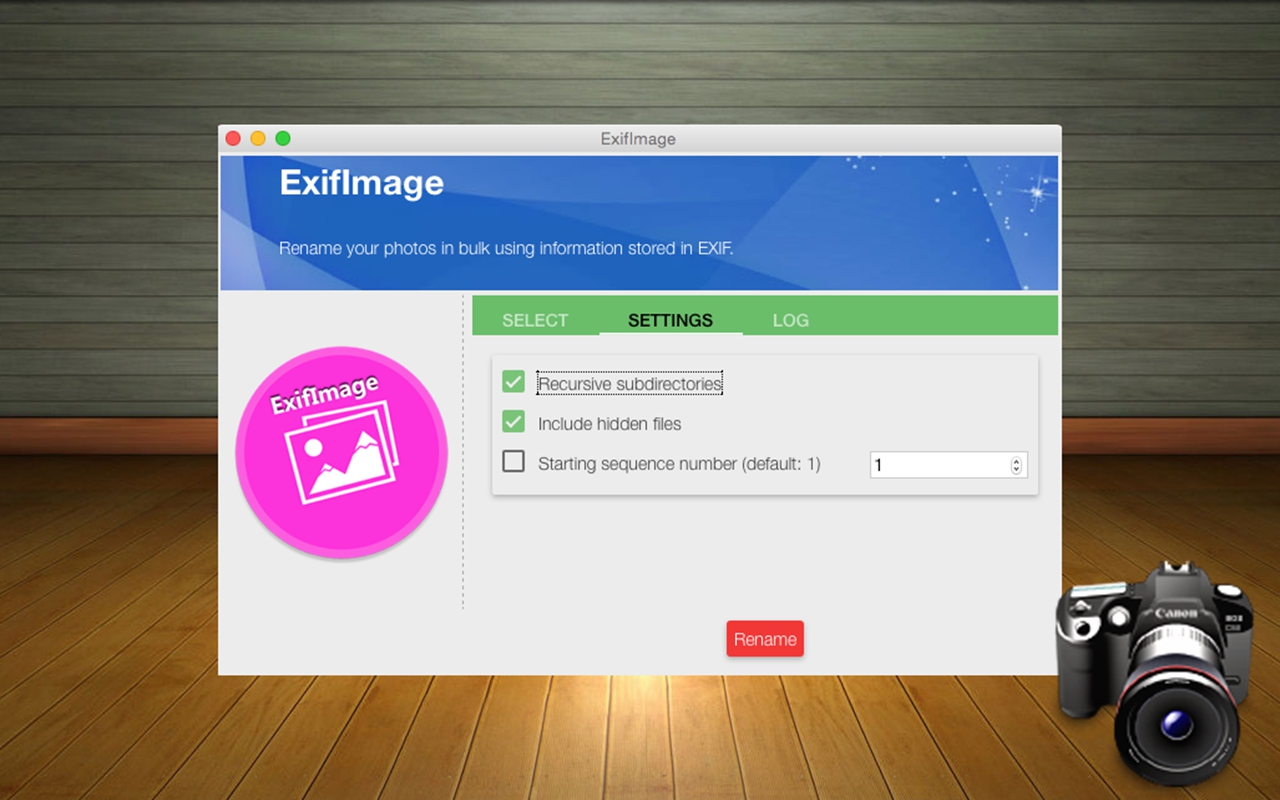 ExifImage
ExifImage
Rename your photos in bulk using information stored in EXIF.
SELECT SETTINGS LOG
ExifImage
Recursive subdirectories
Include hidden files
Starting sequence number (default: 1) 1
Rename
Canon